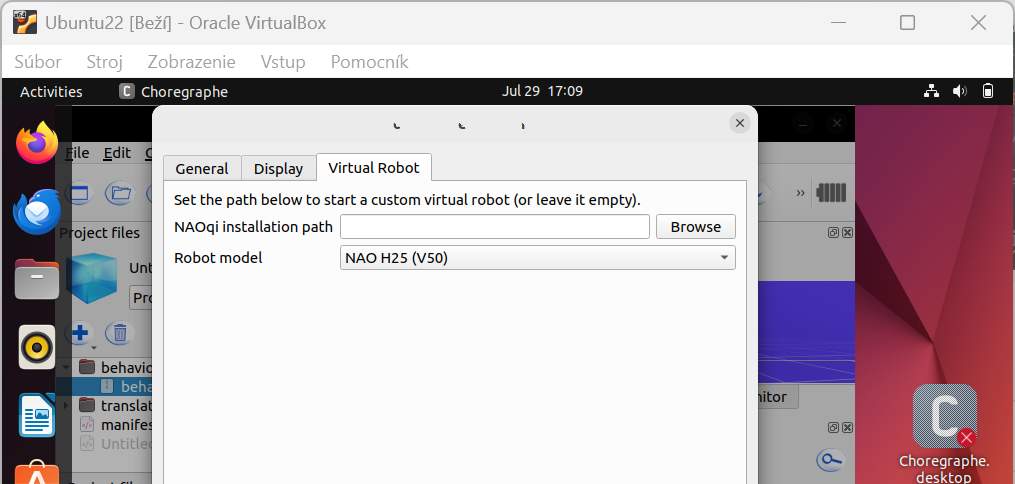 Ubuntu22 [Beží] - Oracle VirtualBox
Súbor Stroj Zobrazenie Vstup Pomocník
Activities Choregraphe Jul 29 17:09
File Edit
General Display Virtual Robot
Set the path below to start a custom virtual robot (or leave it empty).
NAOqi installation path Browse
Robot model NAO H25 (V50)
Project files
Unt
Pro
behavio
beha
translat
manifes
Untitled
nitor
Choregraphe.
desktop